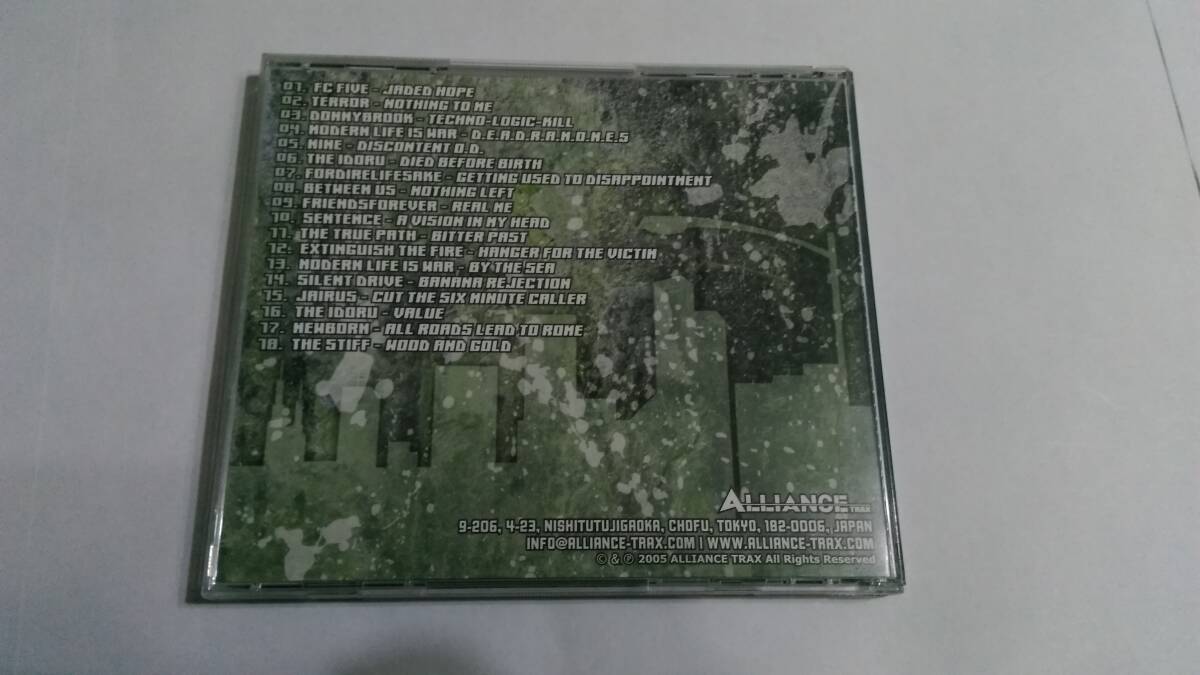 01. FC FIVE - JADED HOPE
02. TERROR - NOTHING TO ME
03. DONNYBROOK - TECHNO-LOGIC-KILL
04. MODERN LIFE IS WAR - D.E.A.D.R.A.M.O.N.E.S
05. NINE - DISCONTENT O.D.
06. THE IDORU - DIED BEFORE BIRTH
07. FORDIRELIFESAKE - GETTING USED TO DISAPPOINTMENT
08. BETWEEN US - NOTHING LEFT
09. FRIENDSFOREVER - REAL ME
10. SENTENCE - A VISION IN MY HEAD
11. THE TRUE PATH - BITTER PAST
12. EXTINGUISH THE FIRE - HANGER FOR THE VICTIM
13. MODERN LIFE IS WAR - BY THE SEA
14. SILENT DRIVE - BANANA REJECTION
15. JAIRUS - CUT THE SIX MINUTE CALLER
16. THE IDORU - VALUE
17. NEWBORN - ALL ROADS LEAD TO ROME
18. THE STIFF - WOOD AND GOLD
ALLIANCE TRAX
9-206, 4-23, NISHITUTUJIGAOKA, CHOFU, TOKYO, 182-0006, JAPAN
INFO@ALLIANCE-TRAX.COM | WWW.ALLIANCE-TRAX.COM
© & ℗ 2005 ALLIANCE TRAX All Rights Reserved